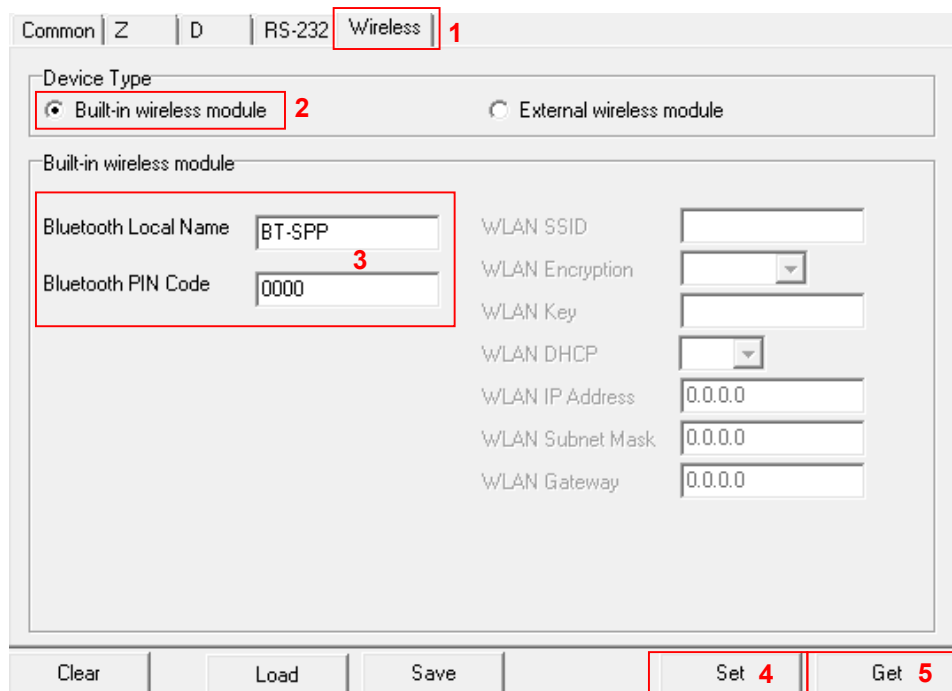 Common Z D RS-232 Wireless 1
Device Type
Built-in wireless module 2 External wireless module
Built-in wireless module
Bluetooth Local Name BT-SPP
3
Bluetooth PIN Code 0000
WLAN SSID
WLAN Encryption
WLAN Key
WLAN DHCP
WLAN IP Address 0.0.0.0
WLAN Subnet Mask 0.0.0.0
WLAN Gateway 0.0.0.0
Clear Load Save Set 4 Get 5